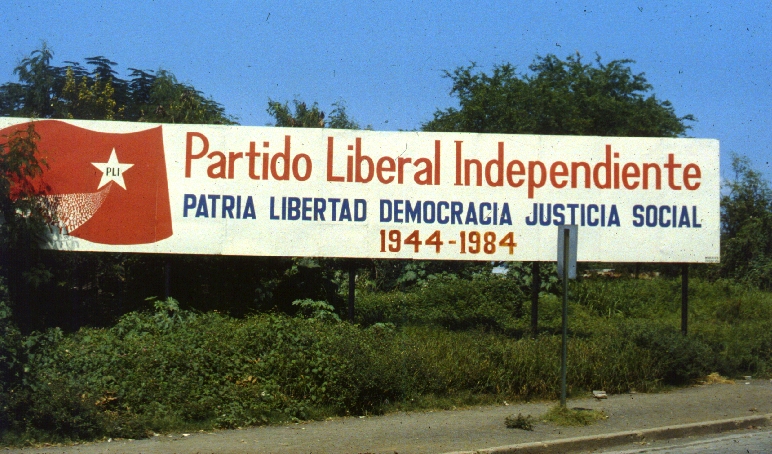 PLI
Partido Liberal Independiente
PATRIA LIBERTAD DEMOCRACIA JUSTICIA SOCIAL
1944-1984